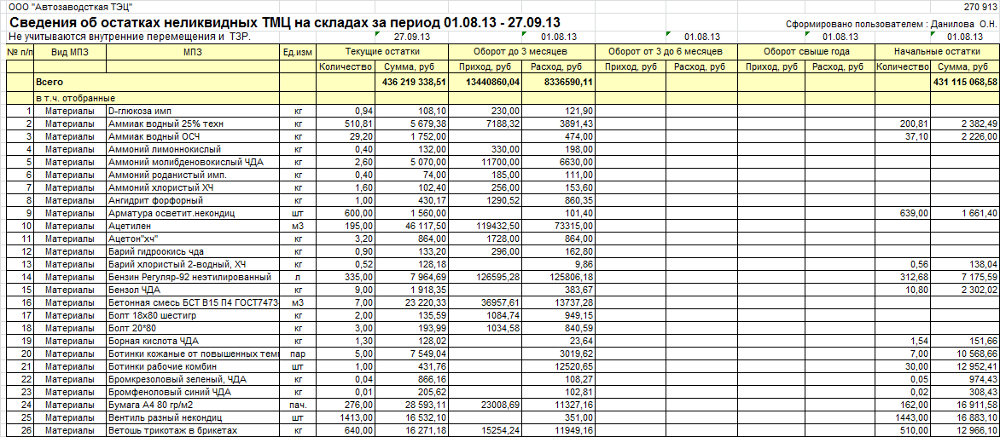 ООО "Автозаводсткая ТЭЦ" 270 913
Сведения об остатках неликвидных ТМЦ на складах за период 01.08.13 - 27.09.13 Сформировано пользователем : Данилова О.Н.
Не учитываются внутренние перемещения и ТЗР. 27.09.13 01.08.13 01.08.13 01.08.13 01.08.13
№ п/п Вид МПЗ МПЗ Ед.изм Текущие остатки Оборот до 3 месяцев Оборот от 3 до 6 месяцев Оборот свыше года Начальные остатки
Количество Сумма, руб Приход, руб Расход, руб Приход, руб Расход, руб Приход, руб Расход, руб Количество Сумма, руб
Всего 436 219 338,51 13440860,04 8336590,11 431 115 068,58
в т.ч. отобранные
1 Материалы D-глюкоза имп кг 0,94 108,10 230,00 121,90
2 Материалы Аммиак водный 25% техн кг 510,81 5 679,38 7188,32 3891,43 200,81 2 382,49
3 Материалы Аммиак водный ОСЧ кг 29,20 1 752,00 474,00 37,10 2 226,00
4 Материалы Аммоний лимоннокислый кг 0,40 132,00 330,00 198,00
5 Материалы Аммоний молибденовокислый ЧДА кг 2,60 5 070,00 11700,00 6630,00
6 Материалы Аммоний роданистый имп. кг 0,40 74,00 185,00 111,00
7 Материалы Аммоний хлористый ХЧ кг 1,60 102,40 256,00 153,60
8 Материалы Ангидрит форфорный кг 1,00 430,17 1290,52 860,35
9 Материалы Арматура осветит.некондиц шт 600,00 1 560,00 101,40 639,00 1 661,40
10 Материалы Ацетилен м3 195,00 46 117,50 119432,50 73315,00
11 Материалы Ацетон"хч" кг 3,20 864,00 1728,00 864,00
12 Материалы Барий гидроокись чда кг 0,90 133,20 296,00 162,80
13 Материалы Барий хлористый 2-водный, ХЧ кг 0,52 128,18 9,86 0,56 138,04
14 Материалы Бензин Регуляр-92 неэтилированный л 335,00 7 964,69 126595,28 125806,18 312,68 7 175,59
15 Материалы Бензол ЧДА кг 9,00 1 918,35 383,67 10,80 2 302,02
16 Материалы Бетонная смесь БСТ В15 П4 ГОСТ7473- м3 7,00 23 220,33 36957,61 13737,28
17 Материалы Болт 18х80 шестигр кг 2,00 135,59 1084,74 949,15
18 Материалы Болт 20*80 кг 3,00 193,99 1034,58 840,59
19 Материалы Борная кислота ЧДА кг 1,30 128,02 23,64 1,54 151,66
20 Материалы Ботинки кожаные от повышенных тем пар 5,00 7 549,04 3019,62 7,00 10 568,66
21 Материалы Ботинки рабочие комбин шт 1,00 431,76 12520,65 30,00 12 952,41
22 Материалы Бромкрезоловый зеленый, ЧДА кг 0,04 866,16 108,27 0,05 974,43
23 Материалы Бромфеноловый синий ЧДА кг 0,01 205,62 102,81 0,02 308,43
24 Материалы Бумага А4 80 гр/м2 пач. 276,00 28 593,11 23008,69 11327,16 162,00 16 911,58
25 Материалы Вентиль разный некондиц шт 1413,00 16 532,10 351,00 1443,00 16 883,10
26 Материалы Ветошь трикотаж в брикетах кг 640,00 16 271,18 15254,24 11949,16 510,00 12 966,10